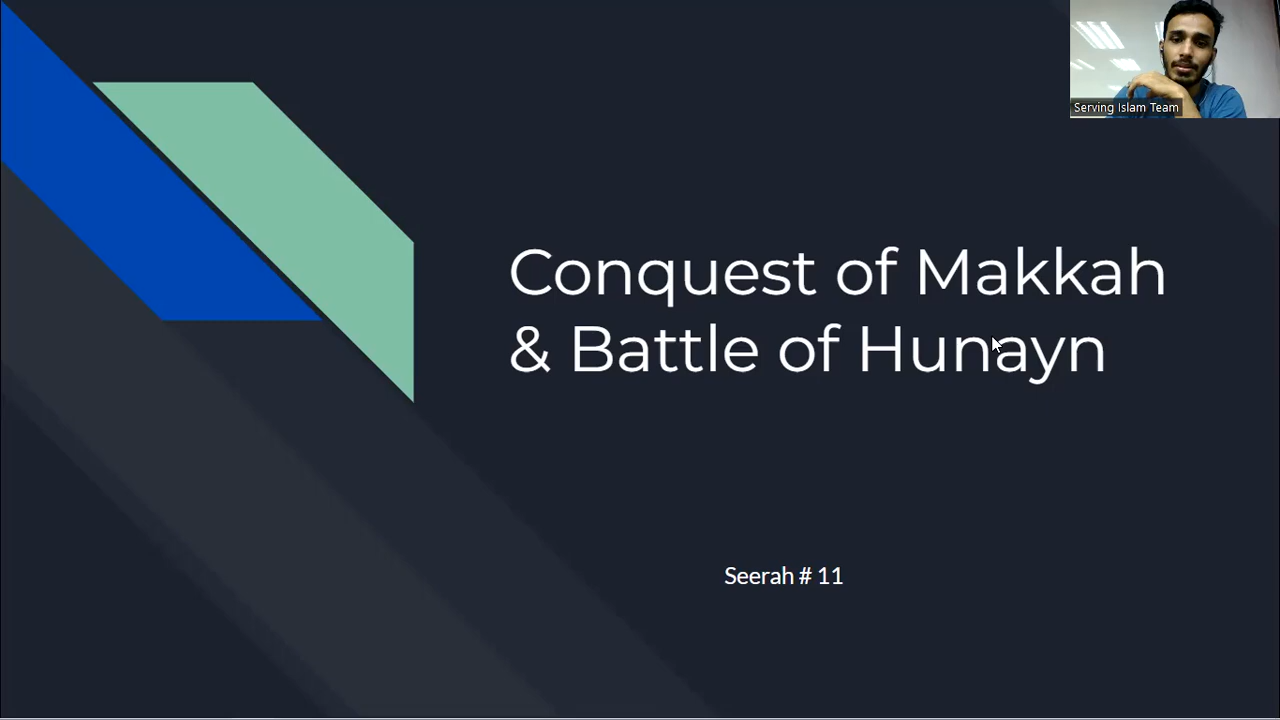 Serving Islam Team
Conquest of Makkah
& Battle of Hunayn
Seerah # 11